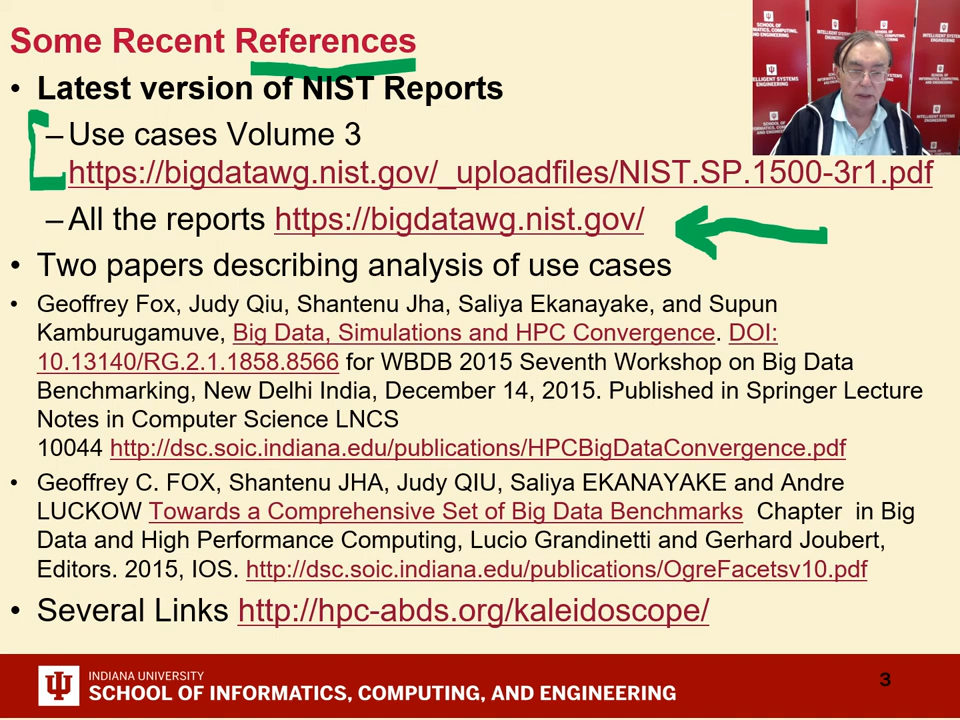 Some Recent References
• Latest version of NIST Reports
– Use cases Volume 3
https://bigdatawg.nist.gov/_uploadfiles/NIST.SP.1500-3r1.pdf
– All the reports https://bigdatawg.nist.gov/
• Two papers describing analysis of use cases
• Geoffrey Fox, Judy Qiu, Shantenu Jha, Saliya Ekanayake, and Supun
Kamburugamuve, Big Data, Simulations and HPC Convergence. DOI:
10.13140/RG.2.1.1858.8566 for WBDB 2015 Seventh Workshop on Big Data
Benchmarking, New Delhi India, December 14, 2015. Published in Springer Lecture
Notes in Computer Science LNCS
10044 http://dsc.soic.indiana.edu/publications/HPCBigDataConvergence.pdf
• Geoffrey C. FOX, Shantenu JHA, Judy QIU, Saliya EKANAYAKE and Andre
LUCKOW Towards a Comprehensive Set of Big Data Benchmarks Chapter in Big
Data and High Performance Computing, Lucio Grandinetti and Gerhard Joubert,
Editors. 2015, IOS. http://dsc.soic.indiana.edu/publications/OgreFacetsv10.pdf
• Several Links http://hpc-abds.org/kaleidoscope/
INDIANA UNIVERSITY
SCHOOL OF INFORMATICS, COMPUTING, AND ENGINEERING
3